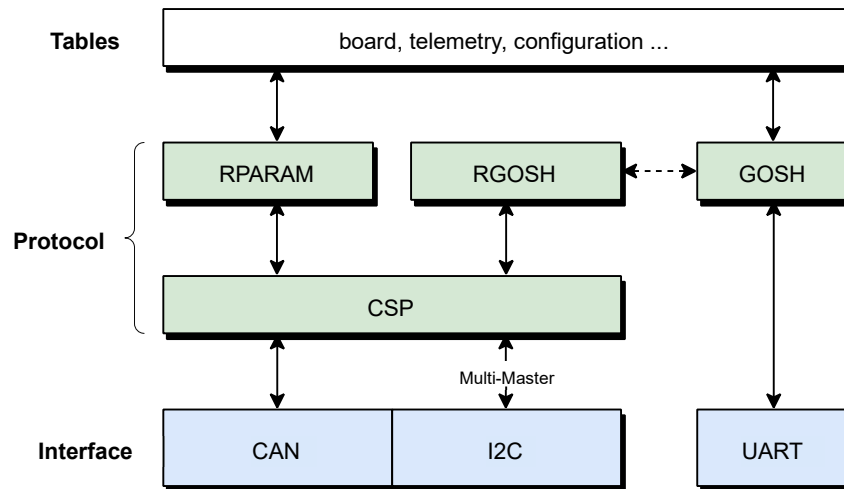 Tables
board, telemetry, configuration ...
RPARAM
RGOSH
GOSH
Protocol
CSP
Multi-Master
Interface
CAN
I2C
UART